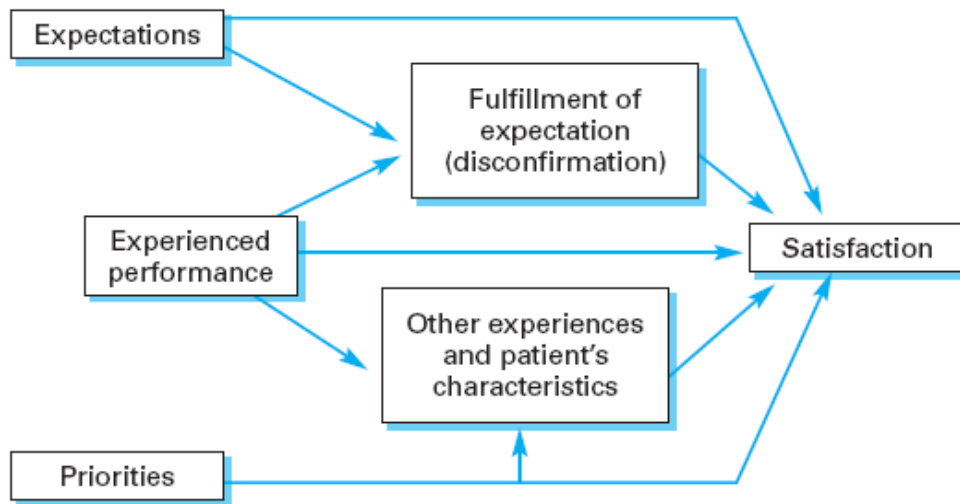 Expectations
Fulfillment of
expectation
(disconfirmation)
Experienced
performance
Satisfaction
Other experiences
and patient's
characteristics
Priorities